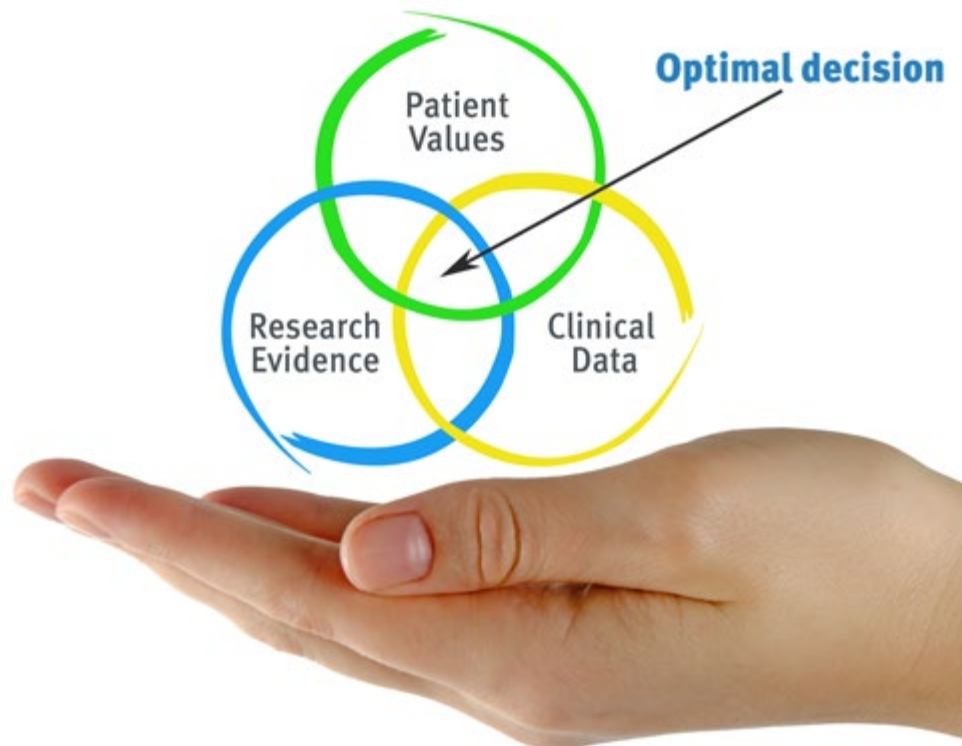 Optimal decision
Patient
Values
Research
Evidence
Clinical
Data